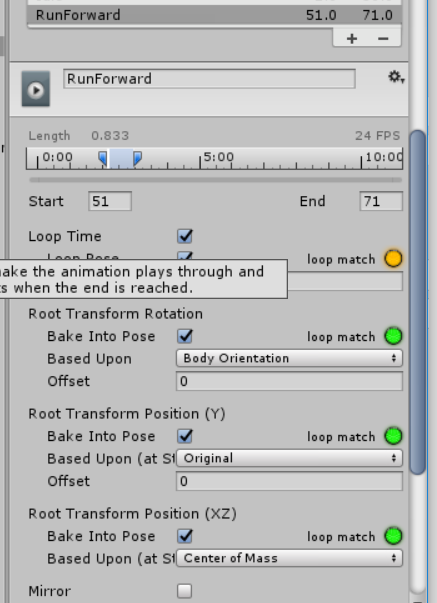 RunForward 51.0 71.0
+ −
RunForward
Length 0.833 24 FPS
0:00 5:00 10:00
Start 51 End 71
Loop Time
loop match
ake the animation plays through and
s when the end is reached.
Root Transform Rotation
Bake Into Pose loop match
Based Upon Body Orientation
Offset 0
Root Transform Position (Y)
Bake Into Pose loop match
Based Upon (at St Original
Offset 0
Root Transform Position (XZ)
Bake Into Pose loop match
Based Upon (at St Center of Mass
Mirror